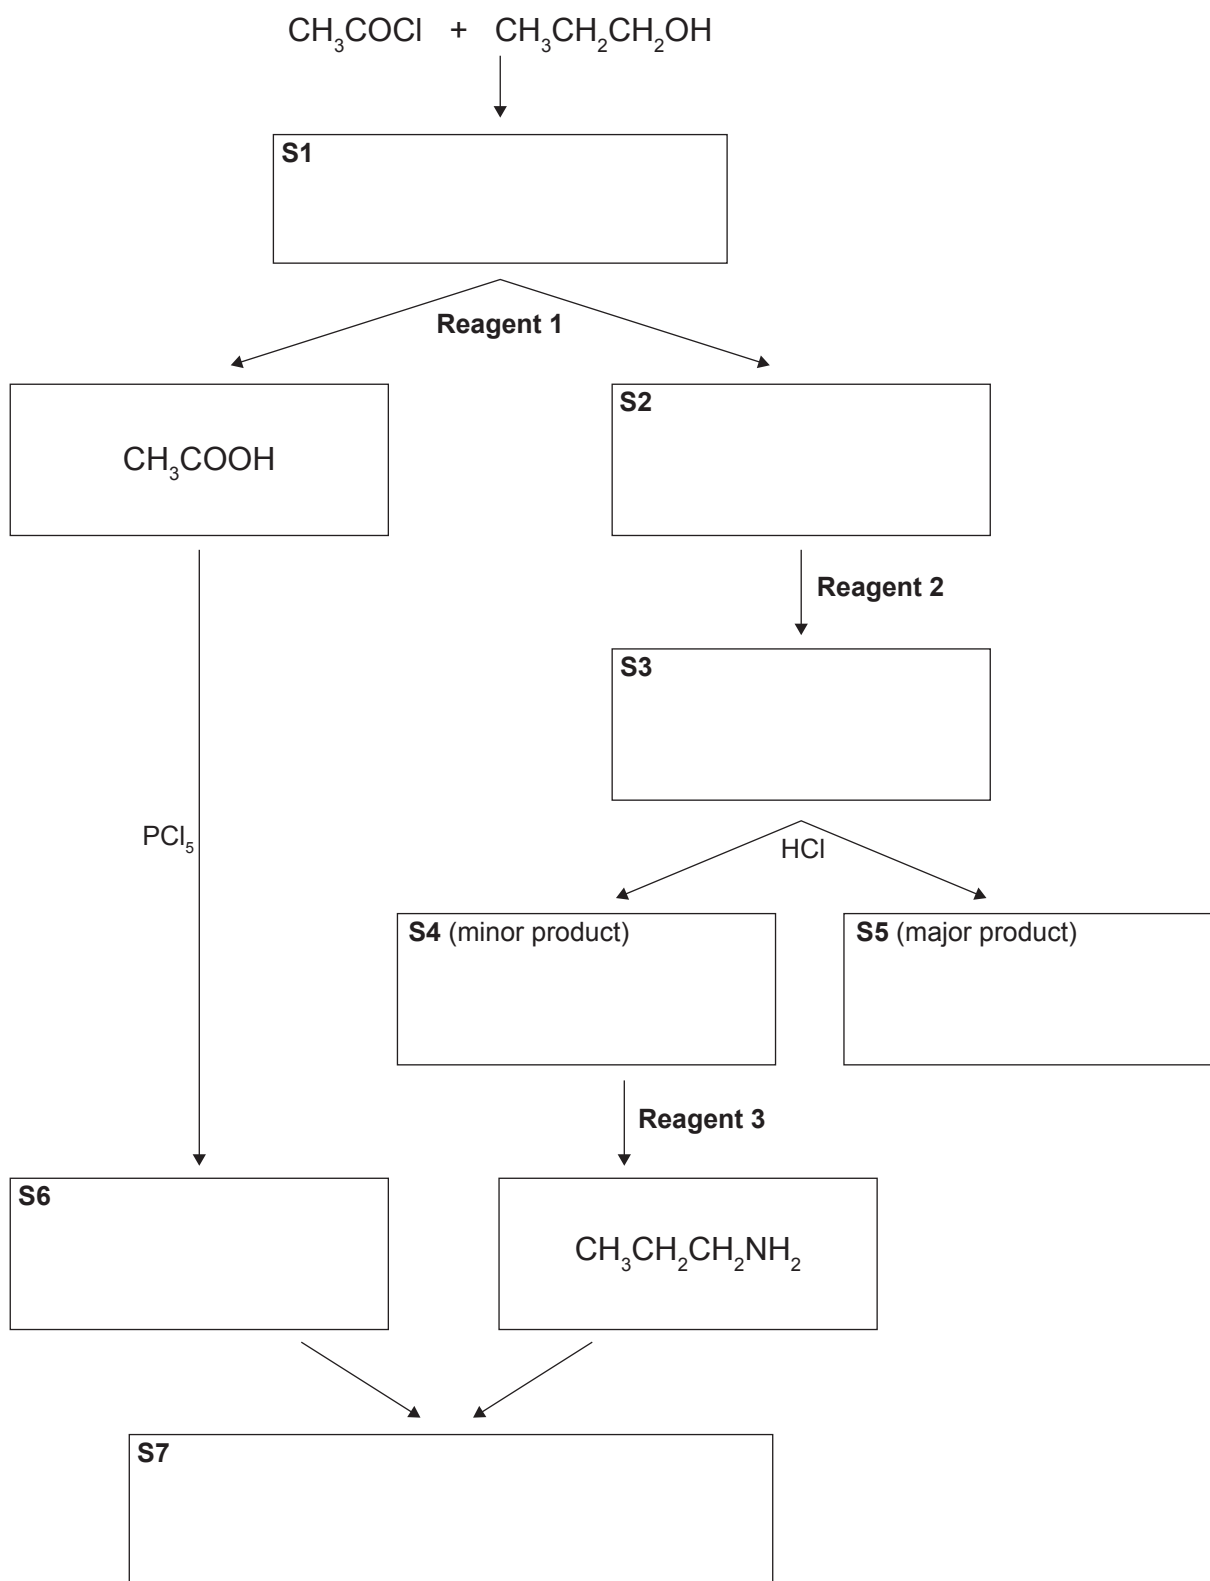 CH₃COCl + CH₃CH₂CH₂OH
S1
Reagent 1
CH₃COOH
S2
Reagent 2
S3
PCl₅
HCl
S4 (minor product)
S5 (major product)
Reagent 3
S6
CH₃CH₂CH₂NH₂
S7